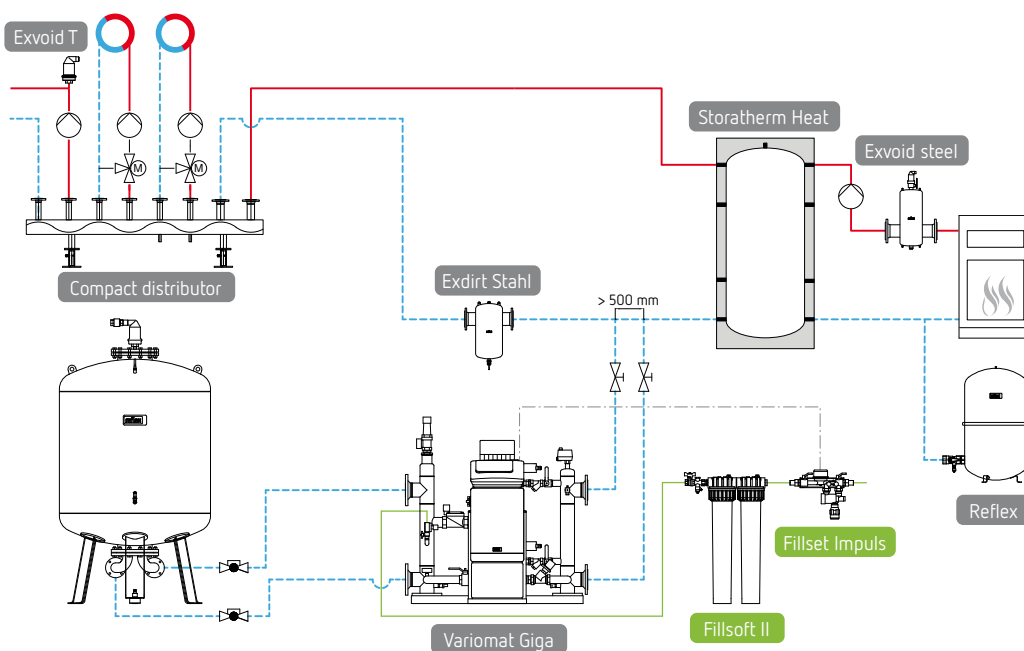 Exvoid T
Storatherm Heat
Exvoid steel
M
M
Compact distributor
Exdirt Stahl
> 500 mm
Reflex
Fillset Impuls
Fillsoft II
Variomat Giga